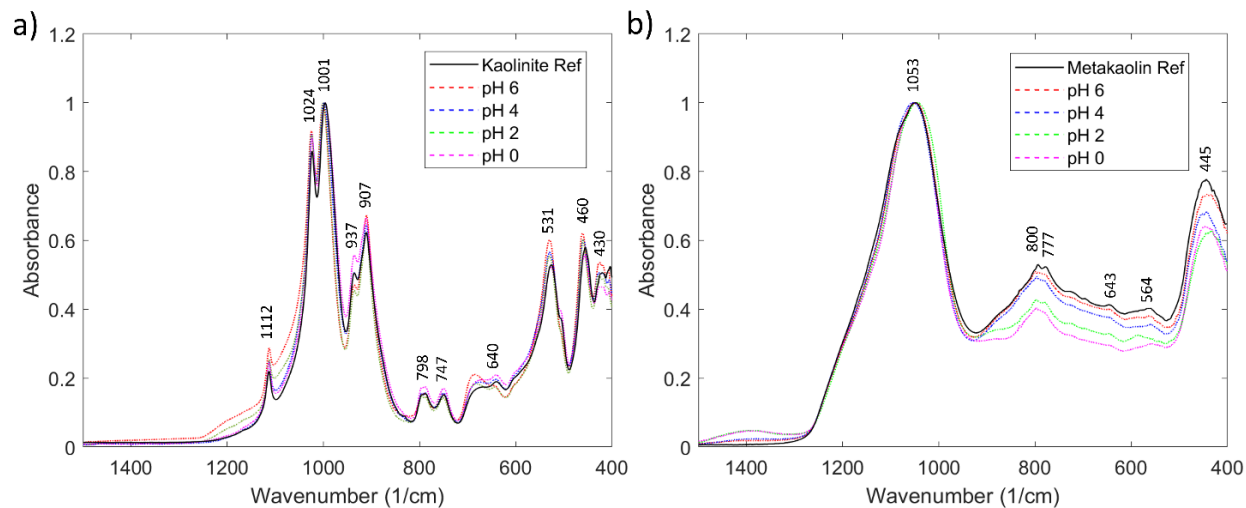 a)
1.2
1
0.8
0.6
0.4
0.2
0
Absorbance
1400
1200
1000
800
600
400
Wavenumber (1/cm)
Kaolinite Ref
pH 6
pH 4
pH 2
pH 0
1112
1024
1001
937
907
798
747
640
531
460
430
b)
1.2
1
0.8
0.6
0.4
0.2
0
Absorbance
1400
1200
1000
800
600
400
Wavenumber (1/cm)
Metakaolin Ref
pH 6
pH 4
pH 2
pH 0
1053
800
777
643
564
445